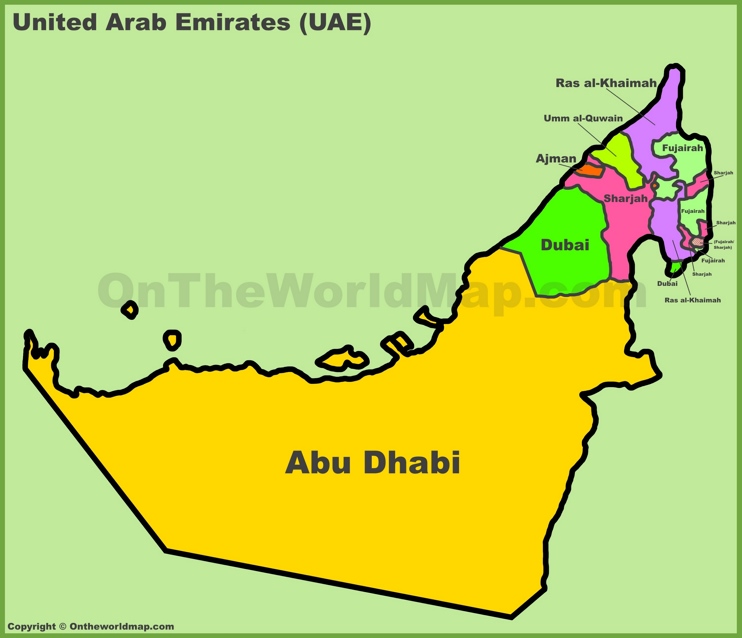 United Arab Emirates (UAE)
Ras al-Khaimah
Umm al-Quwain
Fujairah
Ajman
Sharjah
Sharjah
Fujairah
Sharjah
Dubai
(Fujairah/
Sharjah)
Fujairah
Sharjah
Dubai
Ras al-Khaimah
OnTheWorldMap.com
Abu Dhabi
Copyright © Ontheworldmap.com